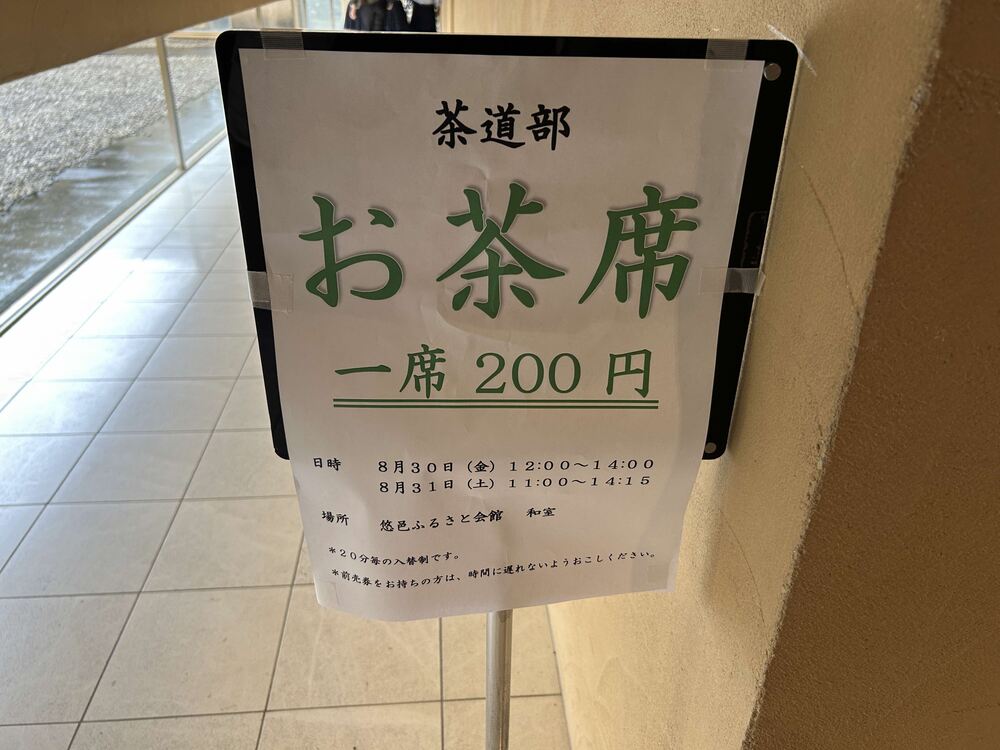 茶道部
お茶席
一席 200 円
日時 8月30日（金）12:00～14:00
8月31日（土）11:00～14:15
場所 悠邑ふるさと会館 和室
＊20分毎の入替制です。
＊前売券をお持ちの方は、時間に遅れないようおこしください。